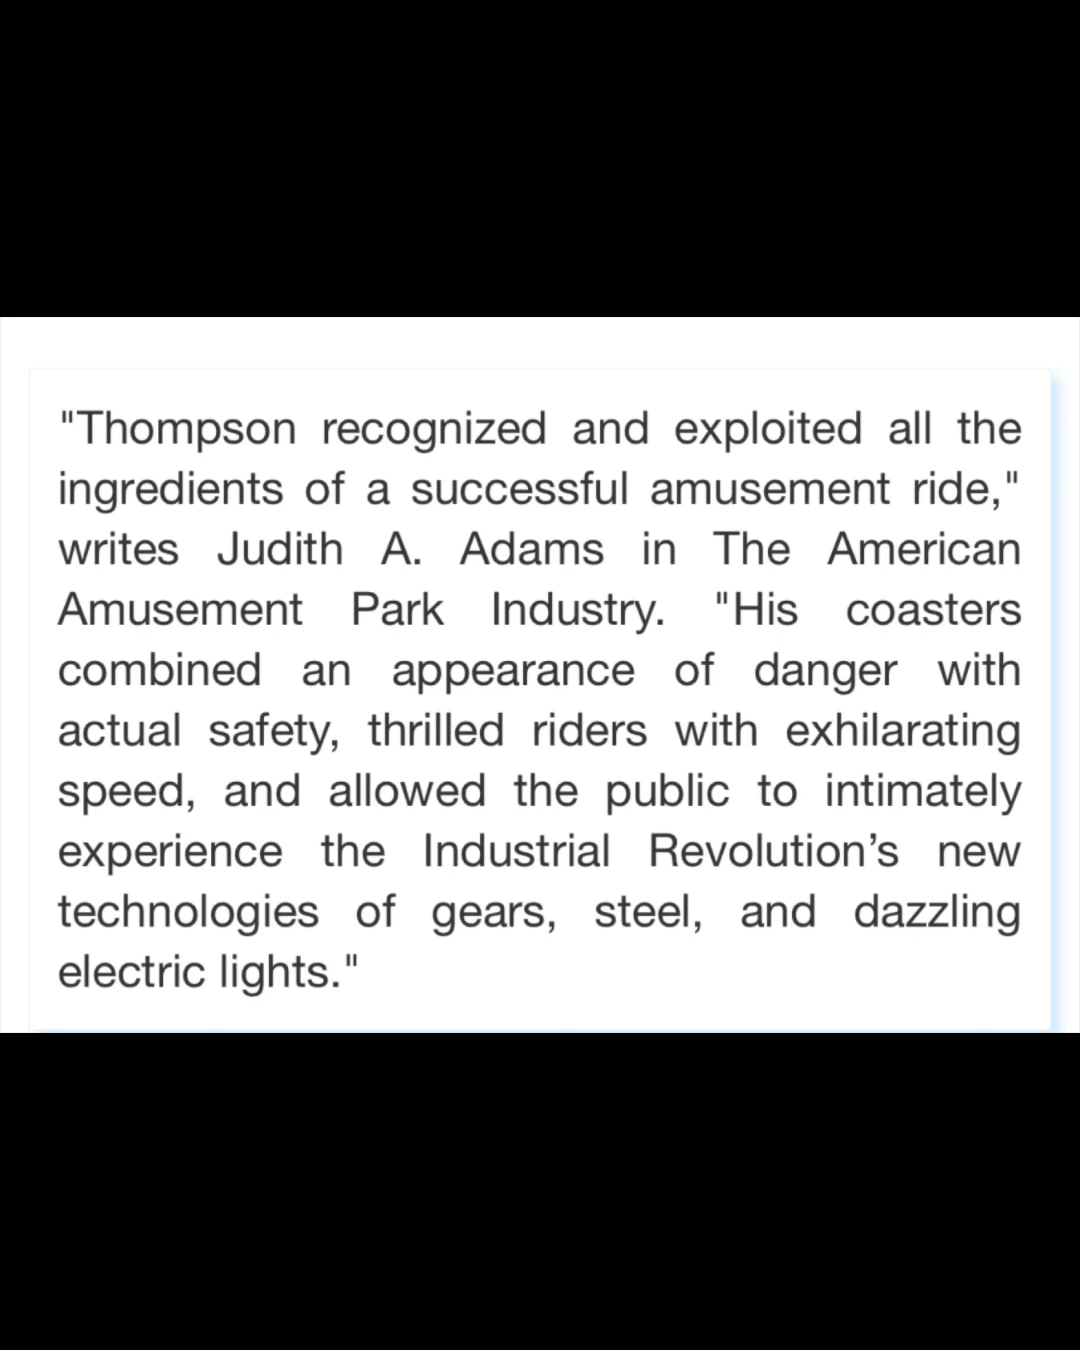 "Thompson recognized and exploited all the
ingredients of a successful amusement ride,"
writes Judith A. Adams in The American
Amusement Park Industry. "His coasters
combined an appearance of danger with
actual safety, thrilled riders with exhilarating
speed, and allowed the public to intimately
experience the Industrial Revolution’s new
technologies of gears, steel, and dazzling
electric lights."